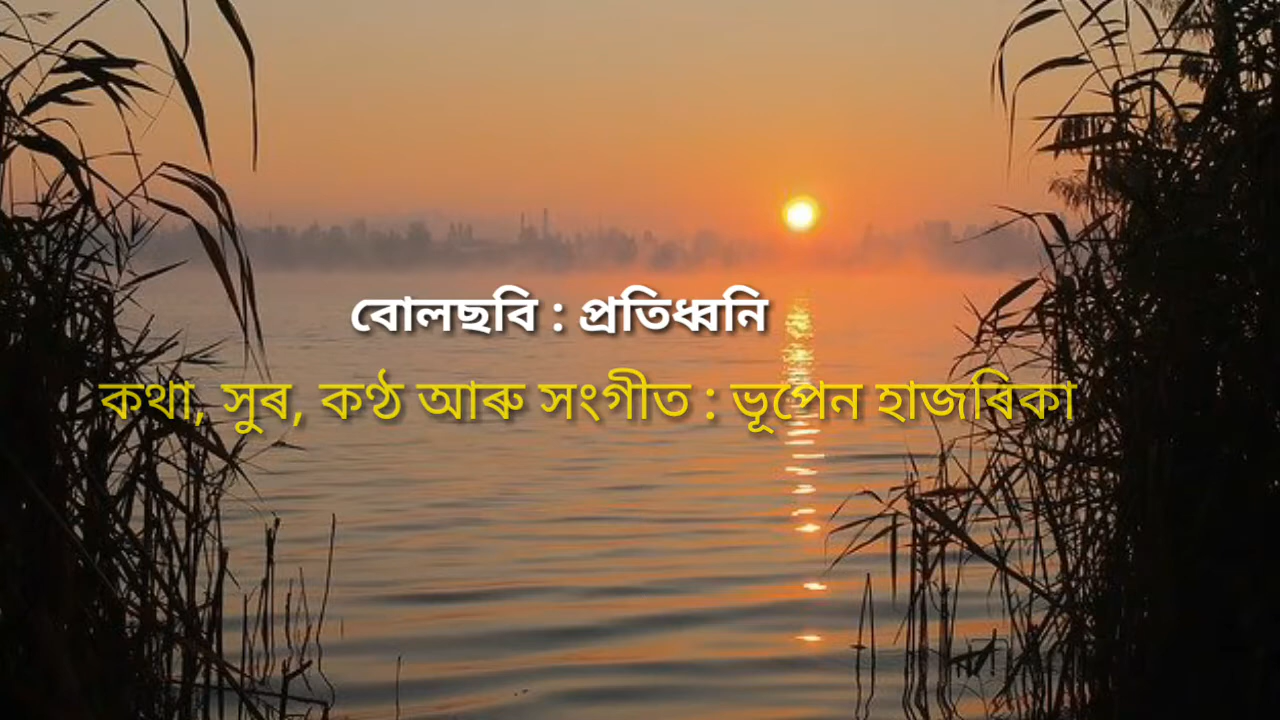 বোলছবি : প্ৰতিধ্বনি
কথা, সুৰ, কণ্ঠ আৰু সংগীত : ভূপেন হাজৰিকা